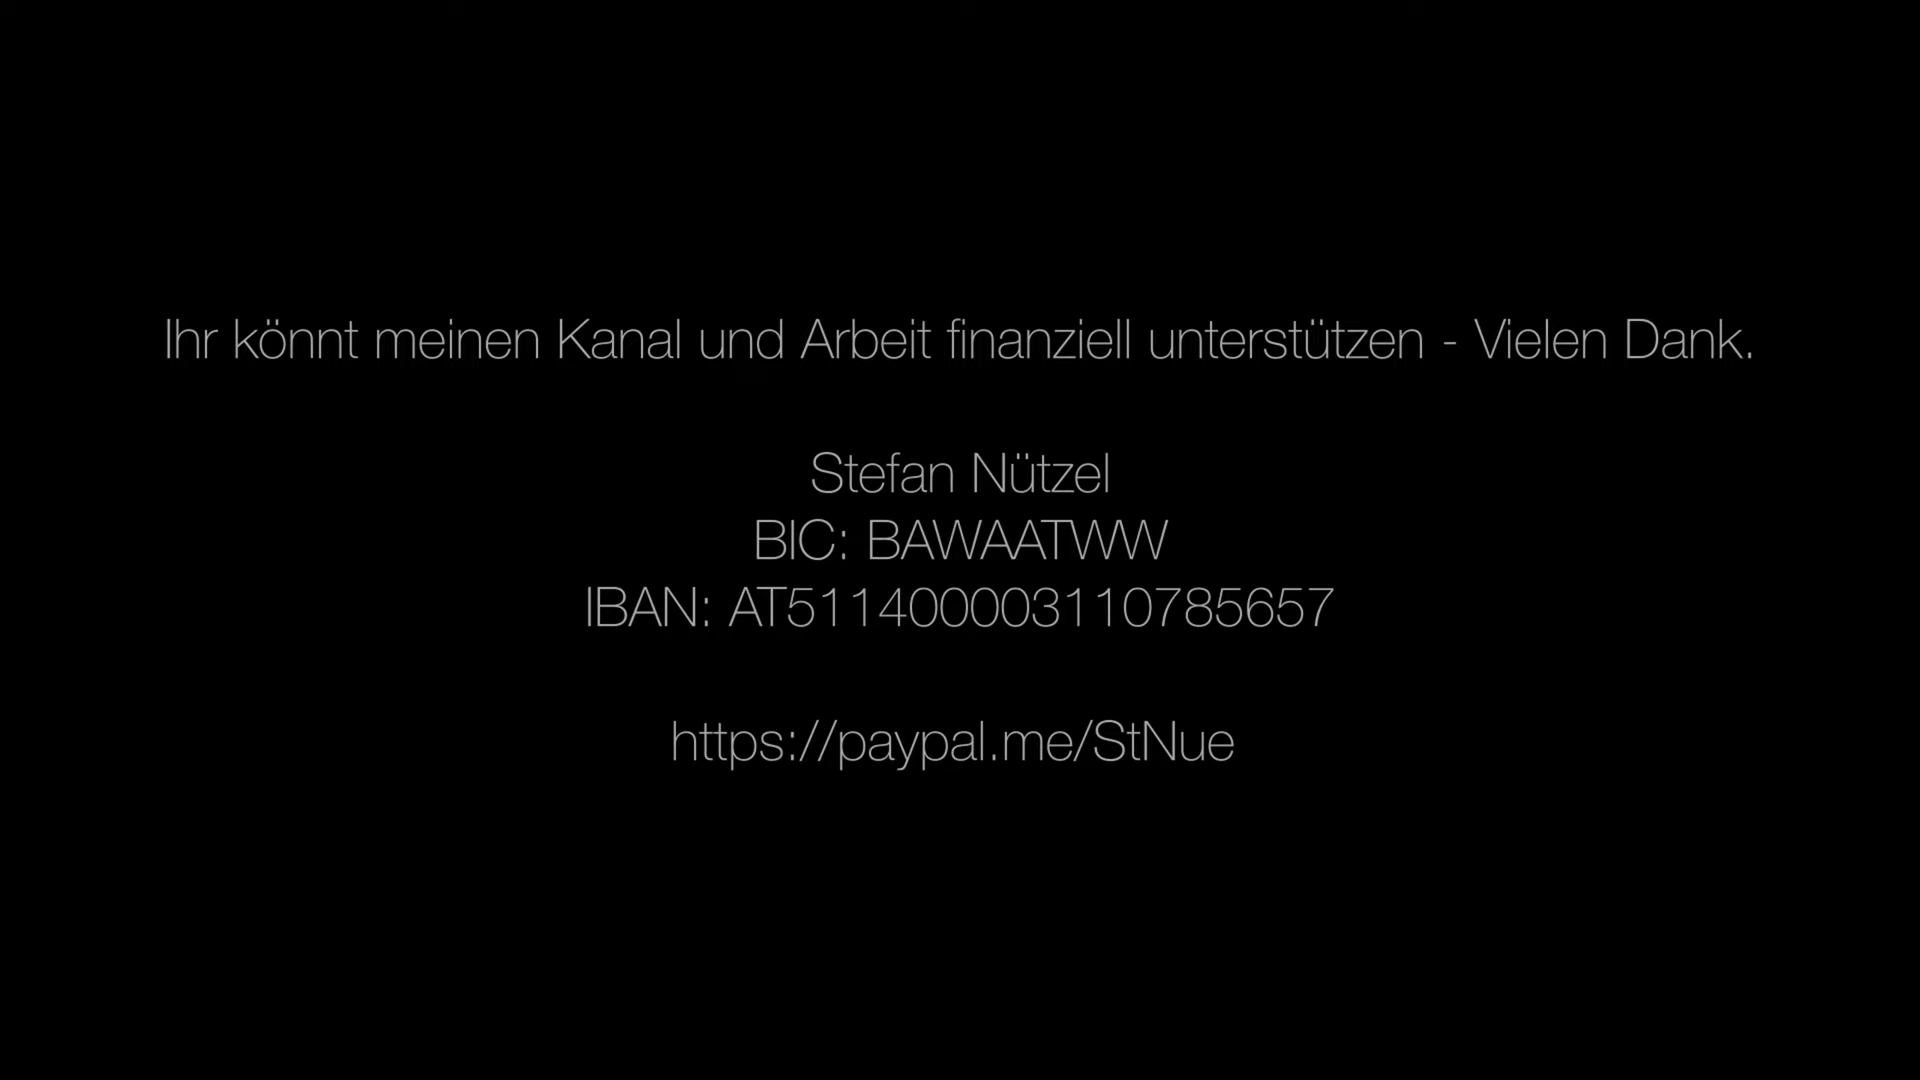 Ihr könnt meinen Kanal und Arbeit finanziell unterstützen - Vielen Dank.
Stefan Nützel
BIC: BAWAATWW
IBAN: AT511400003110785657
https://paypal.me/StNue